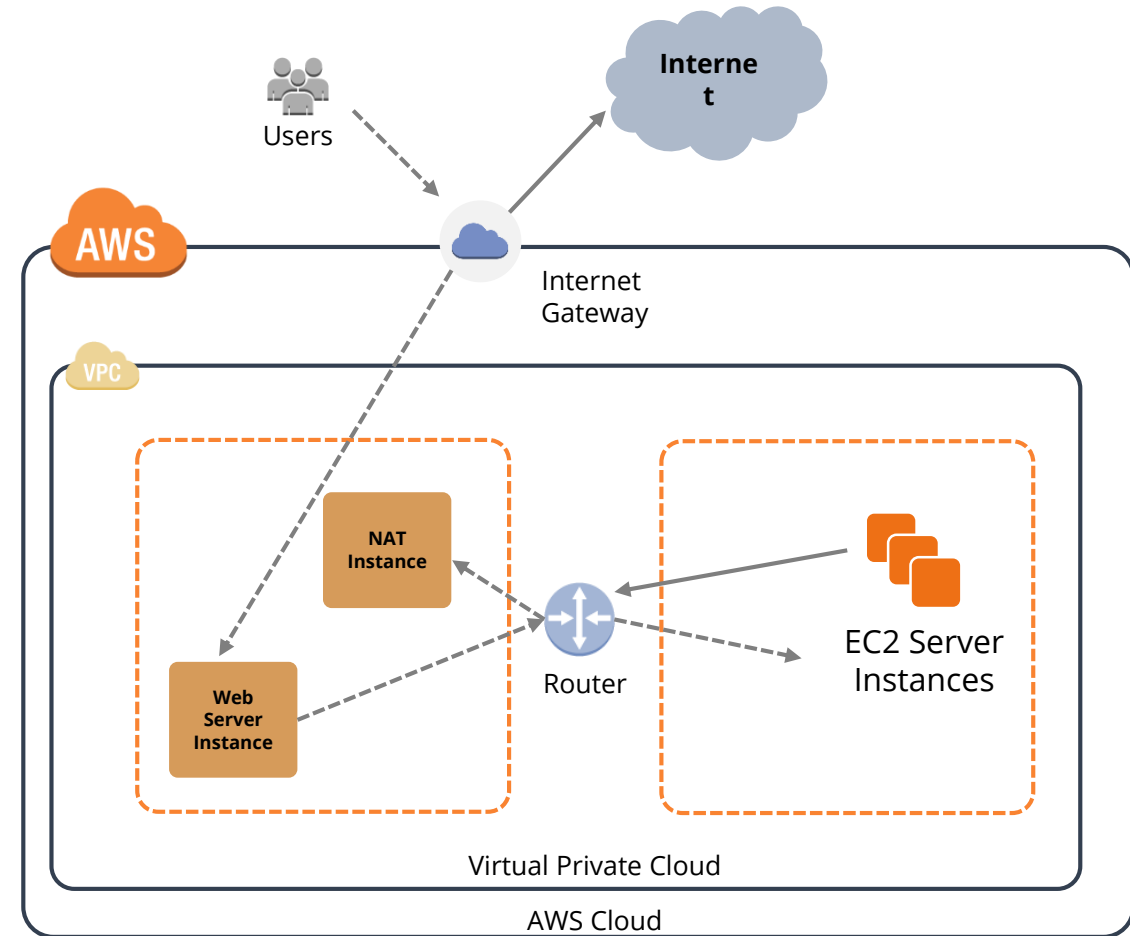 Interne
t
Users
AWS
Internet
Gateway
VPC
NAT
Instance
EC2 Server
Instances
Router
Web
Server
Instance
Virtual Private Cloud
AWS Cloud